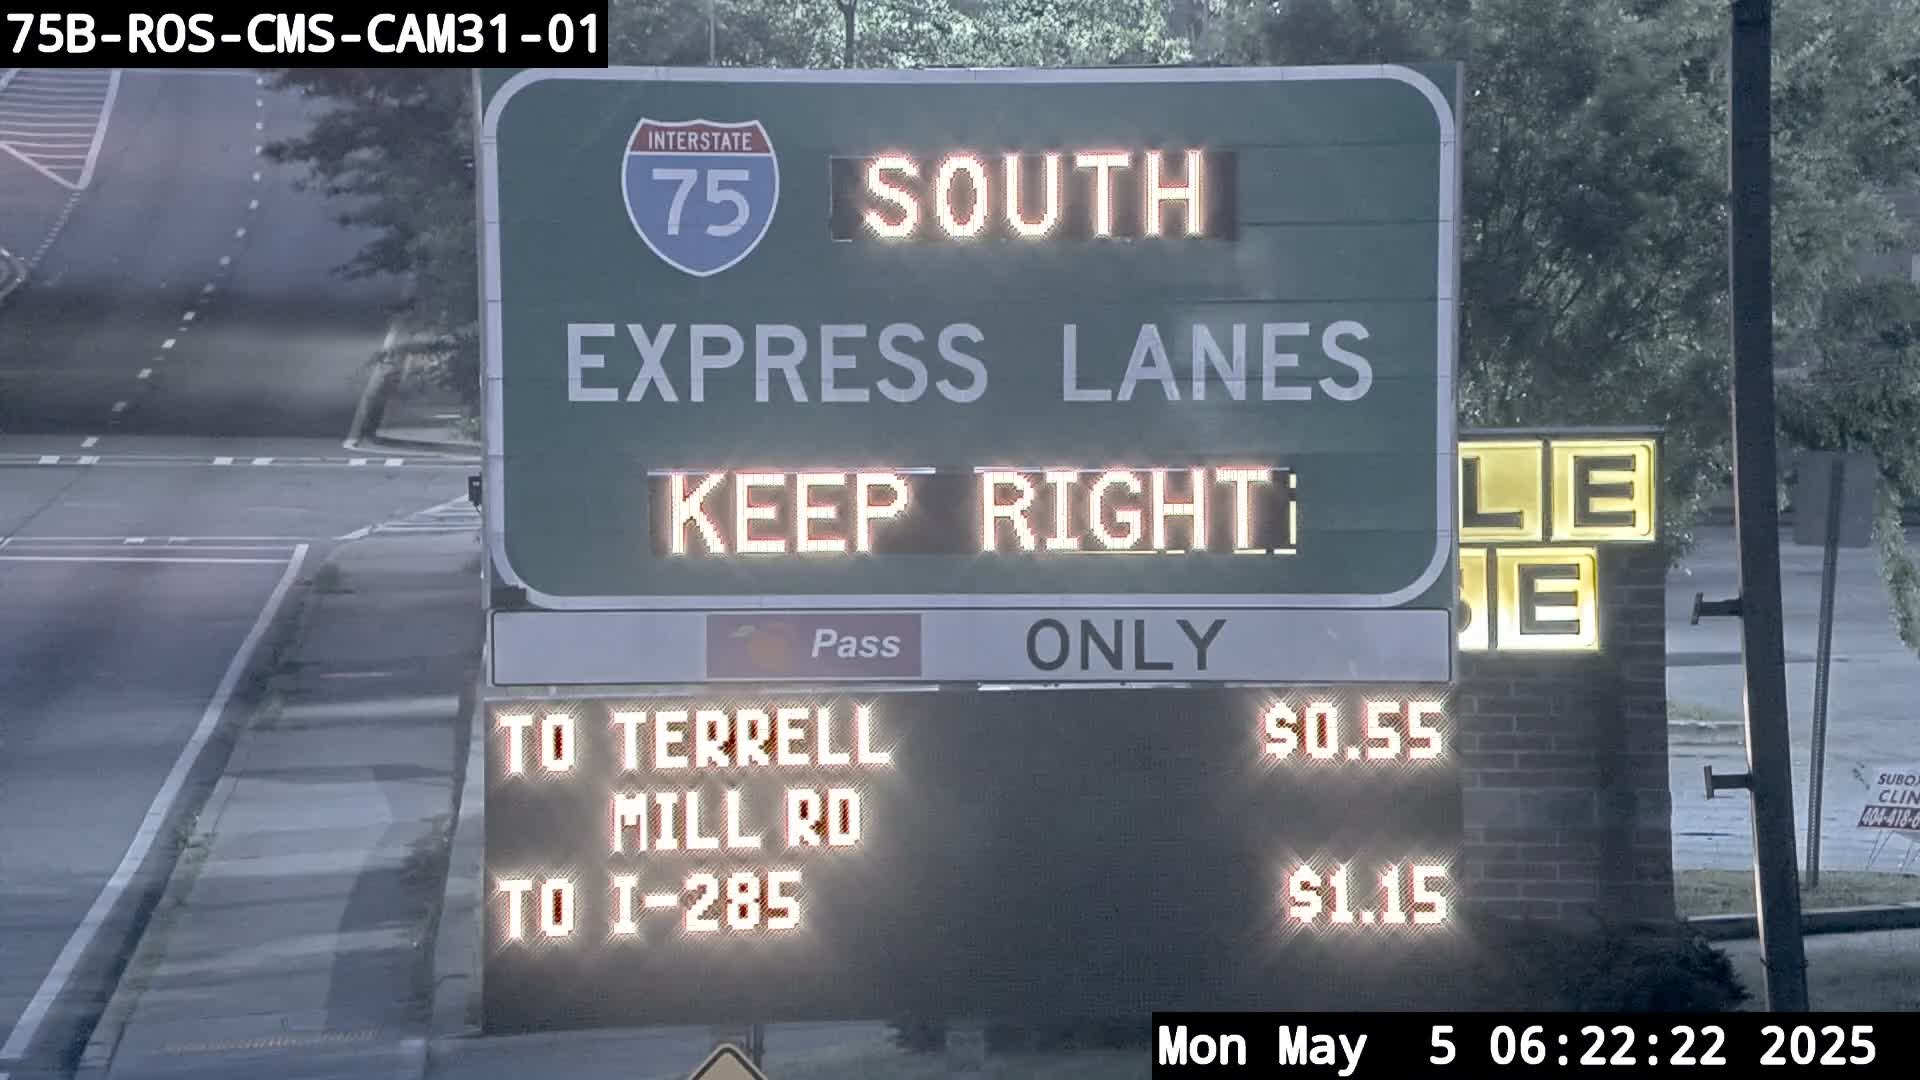 75B-ROS-CMS-CAM31-01
INTERSTATE
75
SOUTH
EXPRESS LANES
KEEP RIGHT
Pass ONLY
TO TERRELL $0.55
MILL RD
TO I-285 $1.15
LE
E
Mon May 5 06:22:22 2025